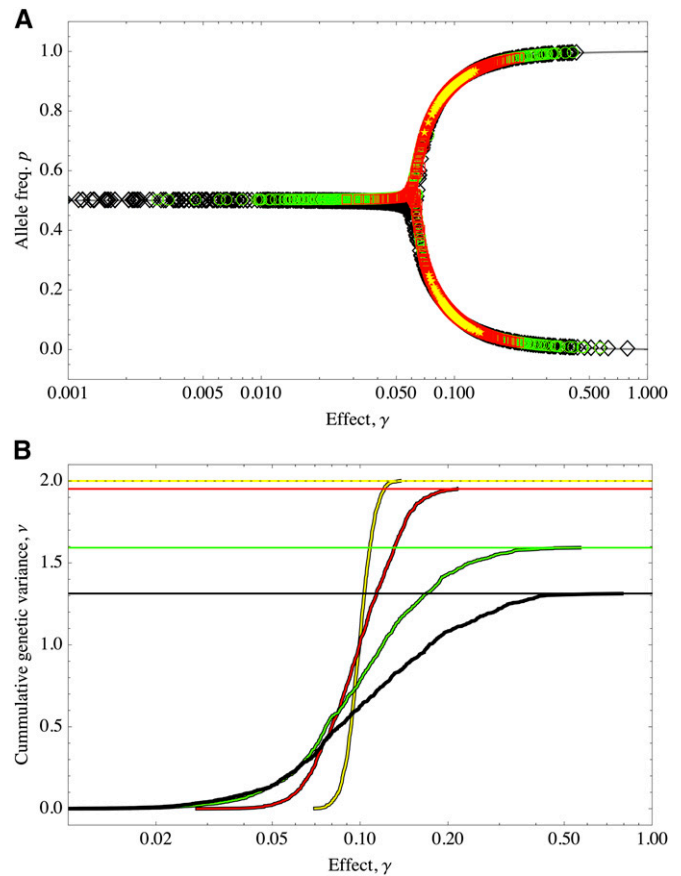 A
1.0
0.8
Allele freq. p
0.6
0.4
0.2
0.0
0.001 0.005 0.010 0.050 0.100 0.500 1.000
Effect, γ
B
2.0
1.5
Cummulative genetic variance, ν
1.0
0.5
0.0
0.02 0.05 0.10 0.20 0.50 1.00
Effect, γ